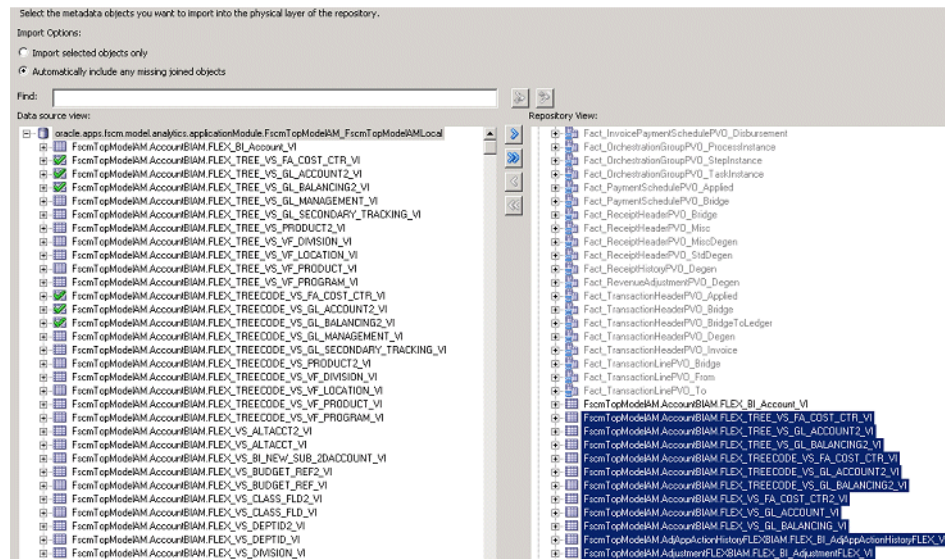 Select the metadata objects you want to import into the physical layer of the repository.
Import Options:
Import selected objects only
Automatically include any missing joined objects
Find:
Data source view:
oracle.apps.fscm.model.analytics.applicationModule.FscmTopModelAM_FscmTopModelAMLocal
FscmTopModelAM.AccountBIAM.FLEX_BI_Account_VI
FscmTopModelAM.AccountBIAM.FLEX_TREE_VS_FA_COST_CTR_VI
FscmTopModelAM.AccountBIAM.FLEX_TREE_VS_GL_ACCOUNT2_VI
FscmTopModelAM.AccountBIAM.FLEX_TREE_VS_GL_BALANCING2_VI
FscmTopModelAM.AccountBIAM.FLEX_TREE_VS_GL_MANAGEMENT_VI
FscmTopModelAM.AccountBIAM.FLEX_TREE_VS_GL_SECONDARY_TRACKING_VI
FscmTopModelAM.AccountBIAM.FLEX_TREE_VS_PRODUCT2_VI
FscmTopModelAM.AccountBIAM.FLEX_TREE_VS_VF_DIVISION_VI
FscmTopModelAM.AccountBIAM.FLEX_TREE_VS_VF_LOCATION_VI
FscmTopModelAM.AccountBIAM.FLEX_TREE_VS_VF_PRODUCT_VI
FscmTopModelAM.AccountBIAM.FLEX_TREE_VS_VF_PROGRAM_VI
FscmTopModelAM.AccountBIAM.FLEX_TREECODE_VS_FA_COST_CTR_VI
FscmTopModelAM.AccountBIAM.FLEX_TREECODE_VS_GL_ACCOUNT2_VI
FscmTopModelAM.AccountBIAM.FLEX_TREECODE_VS_GL_BALANCING2_VI
FscmTopModelAM.AccountBIAM.FLEX_TREECODE_VS_GL_MANAGEMENT_VI
FscmTopModelAM.AccountBIAM.FLEX_TREECODE_VS_GL_SECONDARY_TRACKING_VI
FscmTopModelAM.AccountBIAM.FLEX_TREECODE_VS_PRODUCT2_VI
FscmTopModelAM.AccountBIAM.FLEX_TREECODE_VS_VF_DIVISION_VI
FscmTopModelAM.AccountBIAM.FLEX_TREECODE_VS_VF_LOCATION_VI
FscmTopModelAM.AccountBIAM.FLEX_TREECODE_VS_VF_PRODUCT_VI
FscmTopModelAM.AccountBIAM.FLEX_TREECODE_VS_VF_PROGRAM_VI
FscmTopModelAM.AccountBIAM.FLEX_VS_ALTACCT2_VI
FscmTopModelAM.AccountBIAM.FLEX_VS_ALTACCT_VI
FscmTopModelAM.AccountBIAM.FLEX_VS_BI_NEW_SUB_2DACCOUNT_VI
FscmTopModelAM.AccountBIAM.FLEX_VS_BUDGET_REF2_VI
FscmTopModelAM.AccountBIAM.FLEX_VS_BUDGET_REF_VI
FscmTopModelAM.AccountBIAM.FLEX_VS_CLASS_FLD2_VI
FscmTopModelAM.AccountBIAM.FLEX_VS_CLASS_FLD_VI
FscmTopModelAM.AccountBIAM.FLEX_VS_DEPTID2_VI
FscmTopModelAM.AccountBIAM.FLEX_VS_DEPTID_VI
FscmTopModelAM.AccountBIAM.FLEX_VS_DIVISION_VI
Repository View:
Fact_InvoicePaymentSchedulePVO_Disbursement
Fact_OrchestrationGroupPVO_ProcessInstance
Fact_OrchestrationGroupPVO_StepInstance
Fact_OrchestrationGroupPVO_TaskInstance
Fact_PaymentSchedulePVO_Applied
Fact_PaymentSchedulePVO_Bridge
Fact_ReceiptHeaderPVO_Bridge
Fact_ReceiptHeaderPVO_Misc
Fact_ReceiptHeaderPVO_MiscDegen
Fact_ReceiptHeaderPVO_StdDegen
Fact_ReceiptHistoryPVO_Degen
Fact_RevenueAdjustmentPVO_Degen
Fact_TransactionHeaderPVO_Applied
Fact_TransactionHeaderPVO_Bridge
Fact_TransactionHeaderPVO_BridgeToLedger
Fact_TransactionHeaderPVO_Degen
Fact_TransactionHeaderPVO_Invoice
Fact_TransactionLinePVO_Bridge
Fact_TransactionLinePVO_From
Fact_TransactionLinePVO_To
FscmTopModelAM.AccountBIAM.FLEX_BI_Account_VI
FscmTopModelAM.AccountBIAM.FLEX_TREE_VS_FA_COST_CTR_VI
FscmTopModelAM.AccountBIAM.FLEX_TREE_VS_GL_ACCOUNT2_VI
FscmTopModelAM.AccountBIAM.FLEX_TREE_VS_GL_BALANCING2_VI
FscmTopModelAM.AccountBIAM.FLEX_TREECODE_VS_FA_COST_CTR_VI
FscmTopModelAM.AccountBIAM.FLEX_TREECODE_VS_GL_ACCOUNT2_VI
FscmTopModelAM.AccountBIAM.FLEX_TREECODE_VS_GL_BALANCING2_VI
FscmTopModelAM.AccountBIAM.FLEX_VS_FA_COST_CTR2_VI
FscmTopModelAM.AccountBIAM.FLEX_VS_GL_ACCOUNT_VI
FscmTopModelAM.AccountBIAM.FLEX_VS_GL_BALANCING_VI
FscmTopModelAM.AdjAppActionHistoryFLEXBIAM.FLEX_BI_AdjAppActionHistoryFLEX_V
FscmTopModelAM.AdjustmentFLEXBIAM.FLEX_BI_AdjustmentFLEX_VI